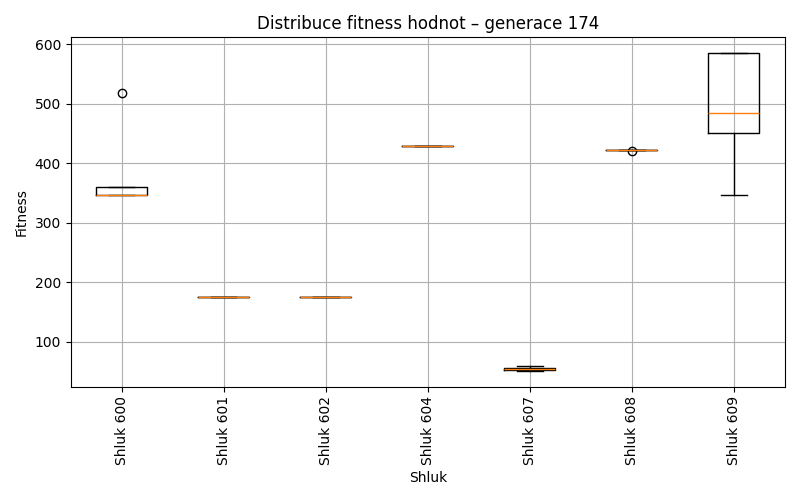 Distribuce fitness hodnot – generace 174
600
500
400
300
200
100
Fitness
Shluk 600
Shluk 601
Shluk 602
Shluk 604
Shluk 607
Shluk 608
Shluk 609
Shluk